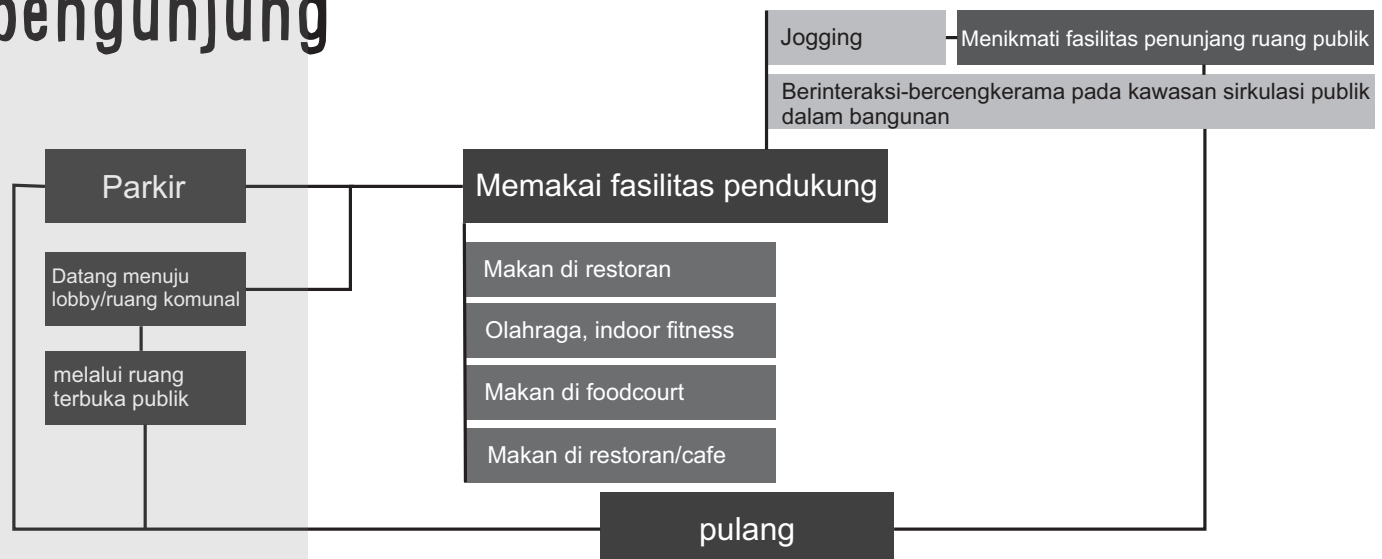 pengunjung
Jogging
Menikmati fasilitas penunjang ruang publik
Berinteraksi-bercengkerama pada kawasan sirkulasi publik
dalam bangunan
Parkir
Memakai fasilitas pendukung
Datang menuju
lobby/ruang komunal
melalui ruang
terbuka publik
Makan di restoran
Olahraga, indoor fitness
Makan di foodcourt
Makan di restoran/cafe
pulang